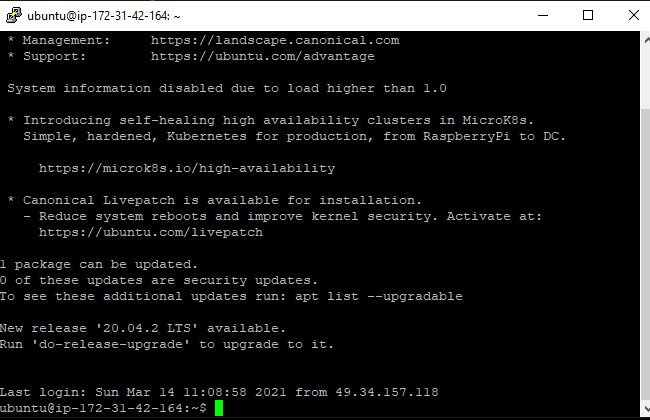 ubuntu@ip-172-31-42-164: ~
* Management:     https://landscape.canonical.com
* Support:        https://ubuntu.com/advantage
System information disabled due to load higher than 1.0
* Introducing self-healing high availability clusters in MicroK8s.
Simple, hardened, Kubernetes for production, from RaspberryPi to DC.
https://microk8s.io/high-availability
* Canonical Livepatch is available for installation.
- Reduce system reboots and improve kernel security. Activate at:
https://ubuntu.com/livepatch
1 package can be updated.
0 of these updates are security updates.
To see these additional updates run: apt list --upgradable
New release '20.04.2 LTS' available.
Run 'do-release-upgrade' to upgrade to it.
Last login: Sun Mar 14 11:08:58 2021 from 49.34.157.118
ubuntu@ip-172-31-42-164:~$